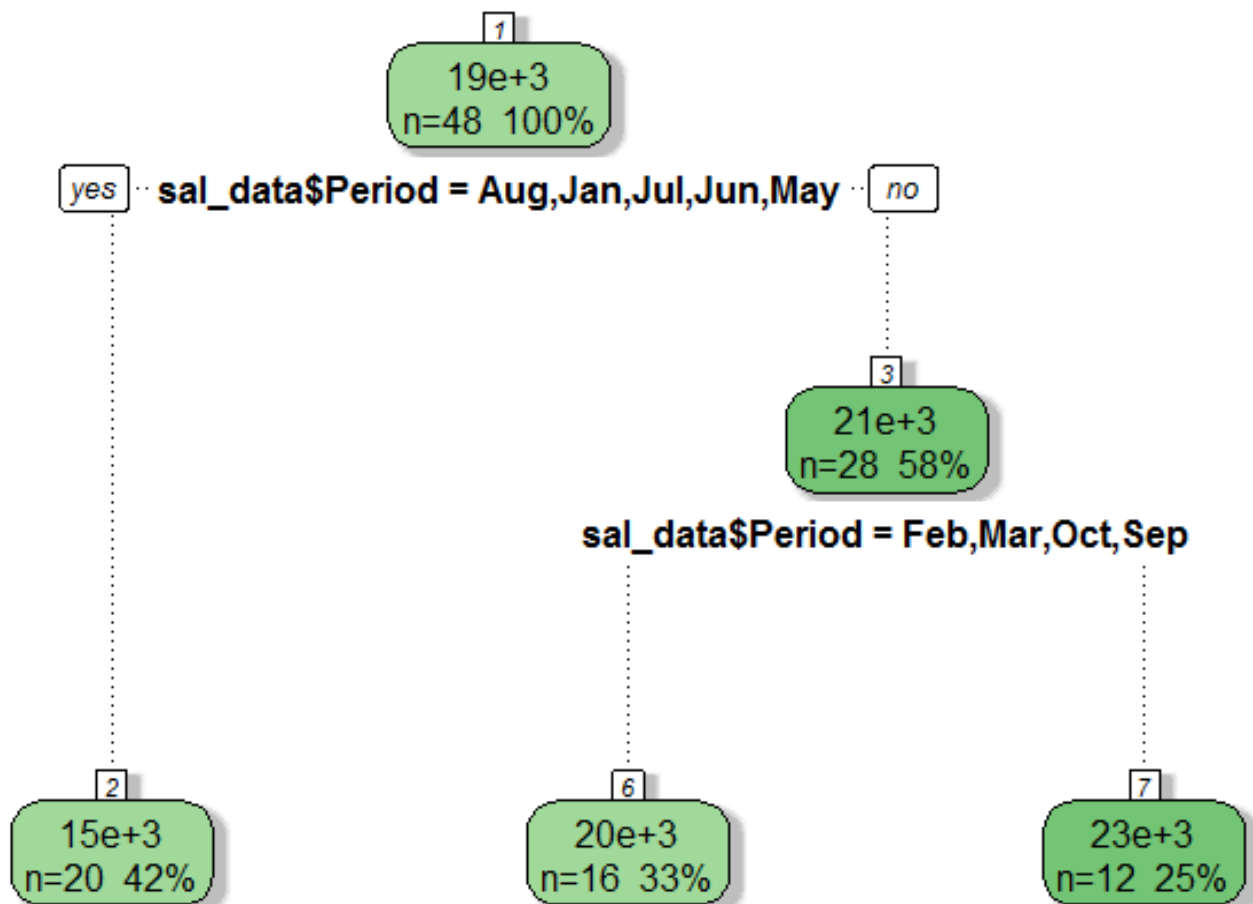 1
19e+3
n=48 100%
yes sal_data$Period = Aug,Jan,Jul,Jun,May no
3
21e+3
n=28 58%
sal_data$Period = Feb,Mar,Oct,Sep
2
15e+3
n=20 42%
6
20e+3
n=16 33%
7
23e+3
n=12 25%